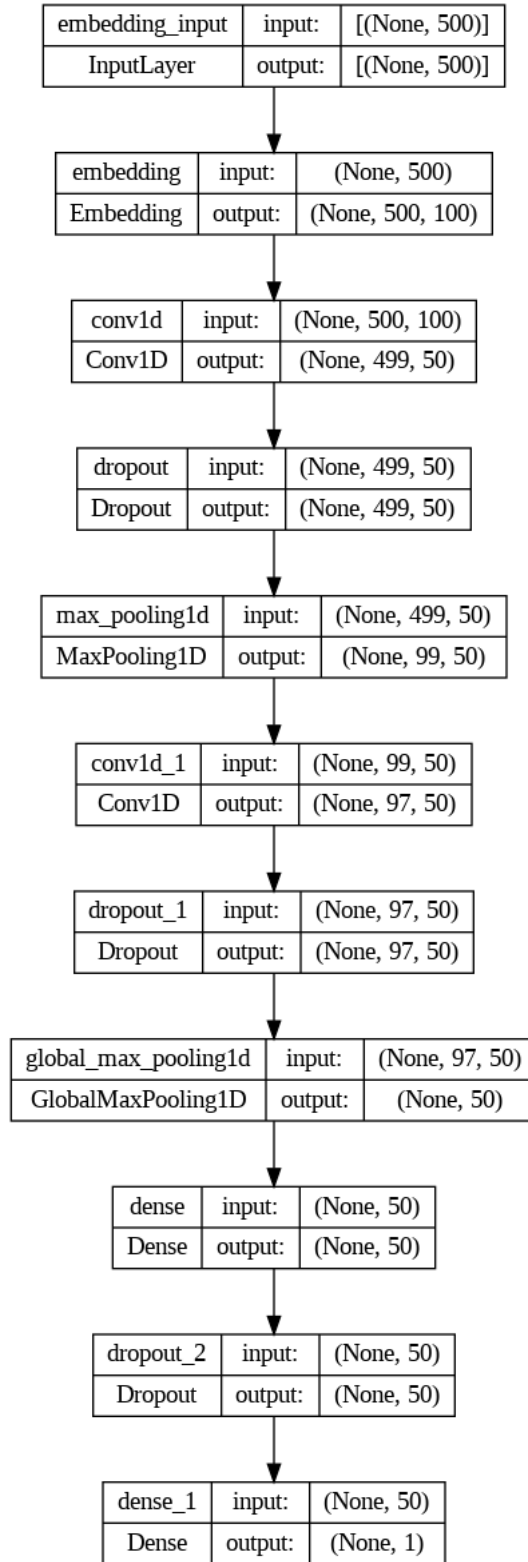 embedding_input input: [(None, 500)]
InputLayer output: [(None, 500)]
embedding input: (None, 500)
Embedding output: (None, 500, 100)
conv1d input: (None, 500, 100)
Conv1D output: (None, 499, 50)
dropout input: (None, 499, 50)
Dropout output: (None, 499, 50)
max_pooling1d input: (None, 499, 50)
MaxPooling1D output: (None, 99, 50)
conv1d_1 input: (None, 99, 50)
Conv1D output: (None, 97, 50)
dropout_1 input: (None, 97, 50)
Dropout output: (None, 97, 50)
global_max_pooling1d input: (None, 97, 50)
GlobalMaxPooling1D output: (None, 50)
dense input: (None, 50)
Dense output: (None, 50)
dropout_2 input: (None, 50)
Dropout output: (None, 50)
dense_1 input: (None, 50)
Dense output: (None, 1)